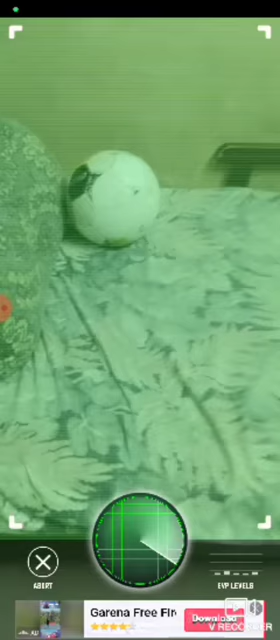 ABORT
EVP LEVELS
Garena Free Fir
Download
V RECORDER